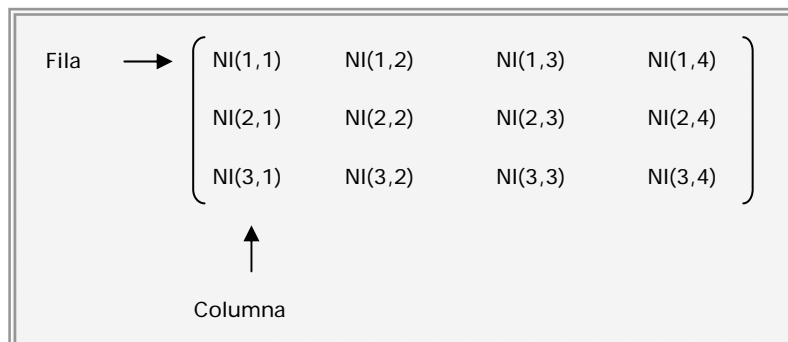 Fila NI(1,1) NI(1,2) NI(1,3) NI(1,4)
NI(2,1) NI(2,2) NI(2,3) NI(2,4)
NI(3,1) NI(3,2) NI(3,3) NI(3,4)
Columna